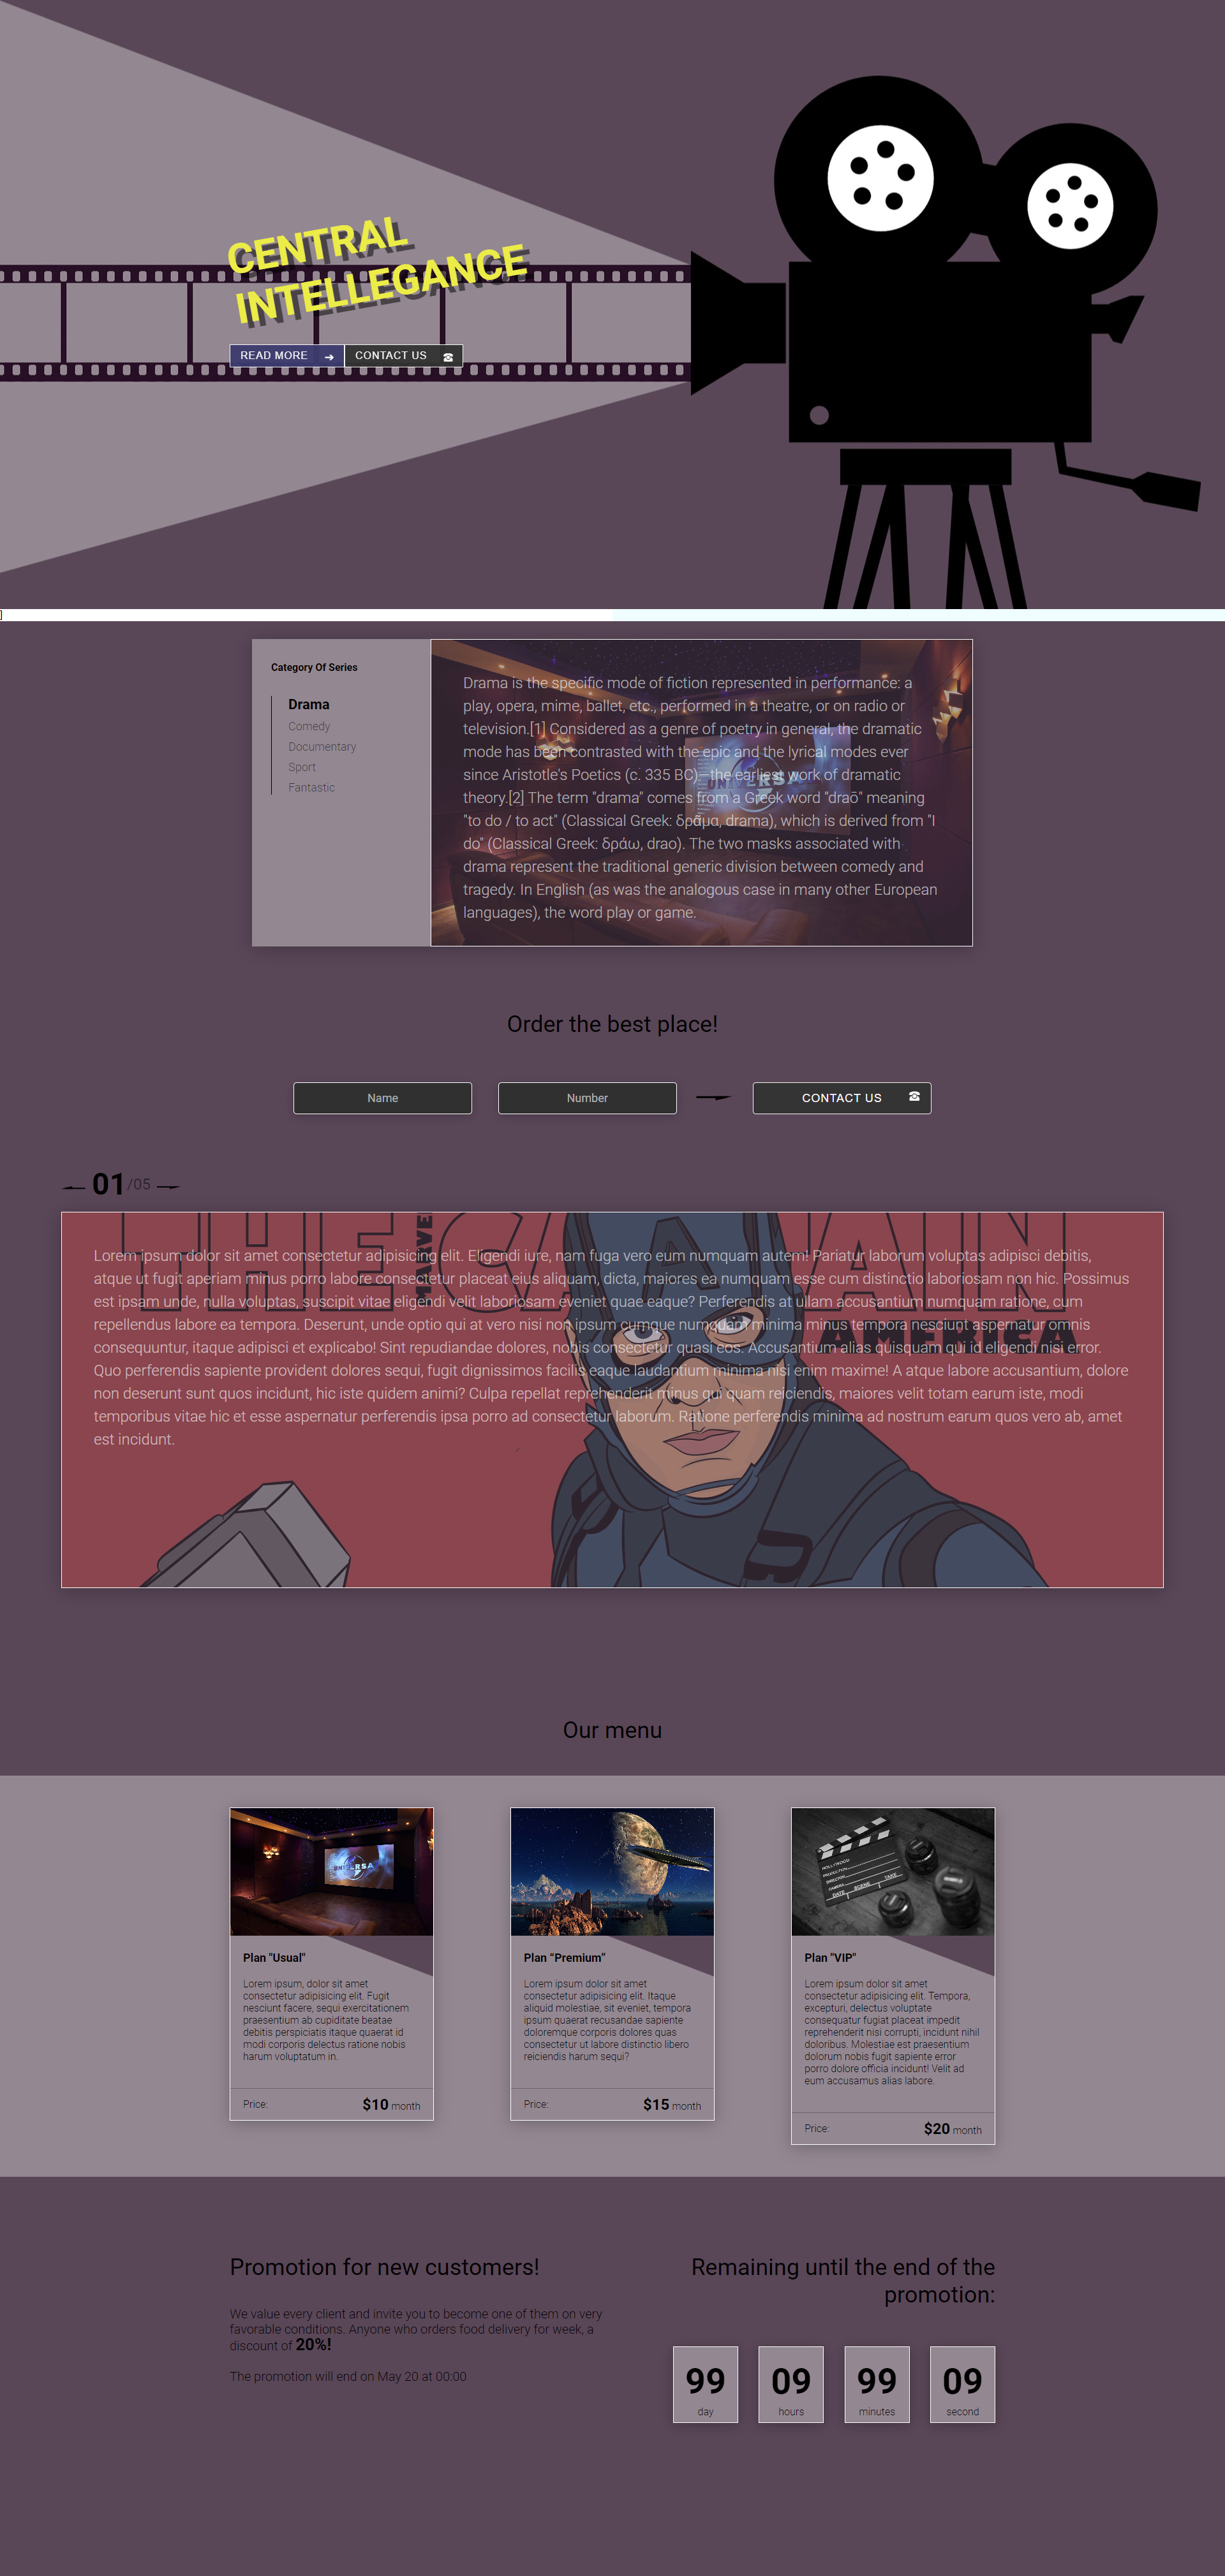 CENTRAL
INTELLEGANCE
READ MORE ➔ CONTACT US ☎
]
Category Of Series
Drama
Comedy
Documentary
Sport
Fantastic
Drama is the specific mode of fiction represented in performance: a
play, opera, mime, ballet, etc., performed in a theatre, or on radio or
television.[1] Considered as a genre of poetry in general, the dramatic
mode has been contrasted with the epic and the lyrical modes ever
since Aristotle's Poetics (c. 335 BC)—the earliest work of dramatic
theory.[2] The term "drama" comes from a Greek word "draō" meaning
"to do / to act" (Classical Greek: δρᾶμα, drama), which is derived from "I
do" (Classical Greek: δράω, drao). The two masks associated with
drama represent the traditional generic division between comedy and
tragedy. In English (as was the analogous case in many other European
languages), the word play or game.
Order the best place!
Name Number CONTACT US ☎
01/05
THE CA AIN
MARVE
AMERICA
Lorem ipsum dolor sit amet consectetur adipisicing elit. Eligendi iure, nam fuga vero eum numquam autem! Pariatur laborum voluptas adipisci debitis,
atque ut fugit aperiam minus porro labore consectetur placeat eius aliquam, dicta, maiores ea numquam esse cum distinctio laboriosam non hic. Possimus
est ipsam unde, nulla voluptas, suscipit vitae eligendi velit laboriosam eveniet quae eaque? Perferendis at ullam accusantium numquam ratione, cum
repellendus labore ea tempora. Deserunt, unde optio qui at vero nisi non ipsum cumque numquam minima minus tempora nesciunt aspernatur omnis
consequuntur, itaque adipisci et explicabo! Sint repudiandae dolores, nobis consectetur quasi eos. Accusantium alias quisquam qui id eligendi nisi error.
Quo perferendis sapiente provident dolores sequi, fugit dignissimos facilis eaque laudantium minima nisi enim maxime! A atque labore accusantium, dolore
non deserunt sunt quos incidunt, hic iste quidem animi? Culpa repellat reprehenderit minus qui quam reiciendis, maiores velit totam earum iste, modi
temporibus vitae hic et esse aspernatur perferendis ipsa porro ad consectetur laborum. Ratione perferendis minima ad nostrum earum quos vero ab, amet
est incidunt.
Our menu
Plan "Usual"
Lorem ipsum, dolor sit amet
consectetur adipisicing elit. Fugit
nesciunt facere, sequi exercitationem
praesentium ab cupiditate beatae
debitis perspiciatis itaque quaerat id
modi corporis delectus ratione nobis
harum voluptatum in.
Price: $10 month
Plan “Premium”
Lorem ipsum dolor sit amet
consectetur adipisicing elit. Itaque
aliquid molestiae, sit eveniet, tempora
ipsum quaerat recusandae sapiente
doloremque corporis dolores quas
consectetur ut labore distinctio libero
reiciendis harum sequi?
Price: $15 month
Plan "VIP"
Lorem ipsum dolor sit amet
consectetur adipisicing elit. Tempora,
excepturi, delectus voluptate
consequatur fugiat placeat impedit
reprehenderit nisi corrupti, incidunt nihil
doloribus. Molestiae est praesentium
dolorum nobis fugit sapiente error
porro dolore officia incidunt! Velit ad
eum accusamus alias labore.
Price: $20 month
Promotion for new customers!
We value every client and invite you to become one of them on very
favorable conditions. Anyone who orders food delivery for week, a
discount of 20%!
The promotion will end on May 20 at 00:00
Remaining until the end of the
promotion:
99 09 99 09
day hours minutes second